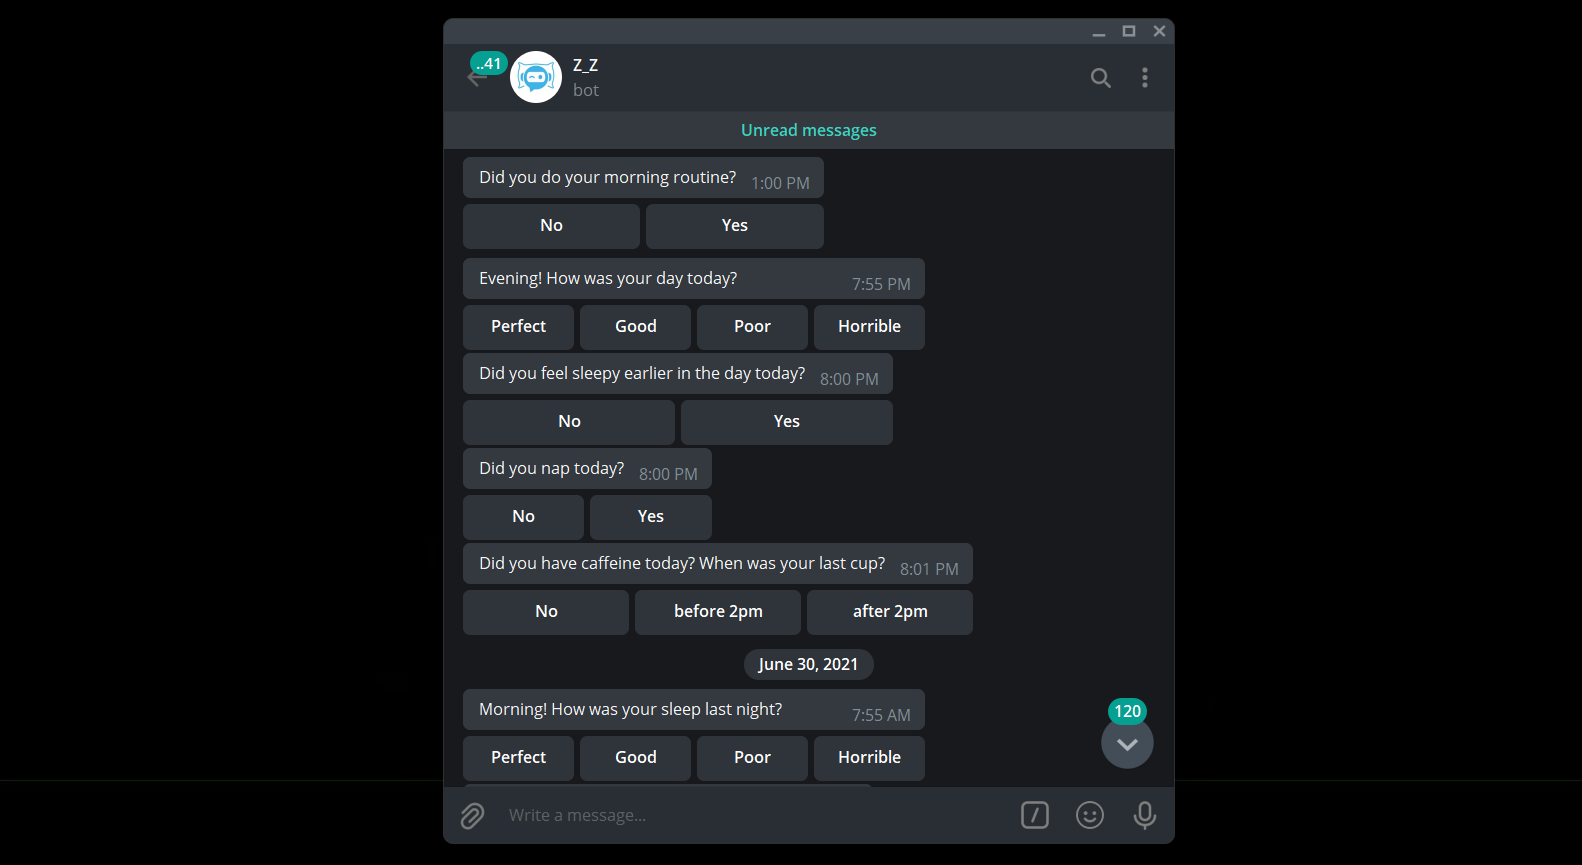 ..41
Z_Z
bot
Unread messages
Did you do your morning routine? 1:00 PM
No Yes
Evening! How was your day today? 7:55 PM
Perfect Good Poor Horrible
Did you feel sleepy earlier in the day today? 8:00 PM
No Yes
Did you nap today? 8:00 PM
No Yes
Did you have caffeine today? When was your last cup? 8:01 PM
No before 2pm after 2pm
June 30, 2021
Morning! How was your sleep last night? 7:55 AM
120
Perfect Good Poor Horrible
Write a message...